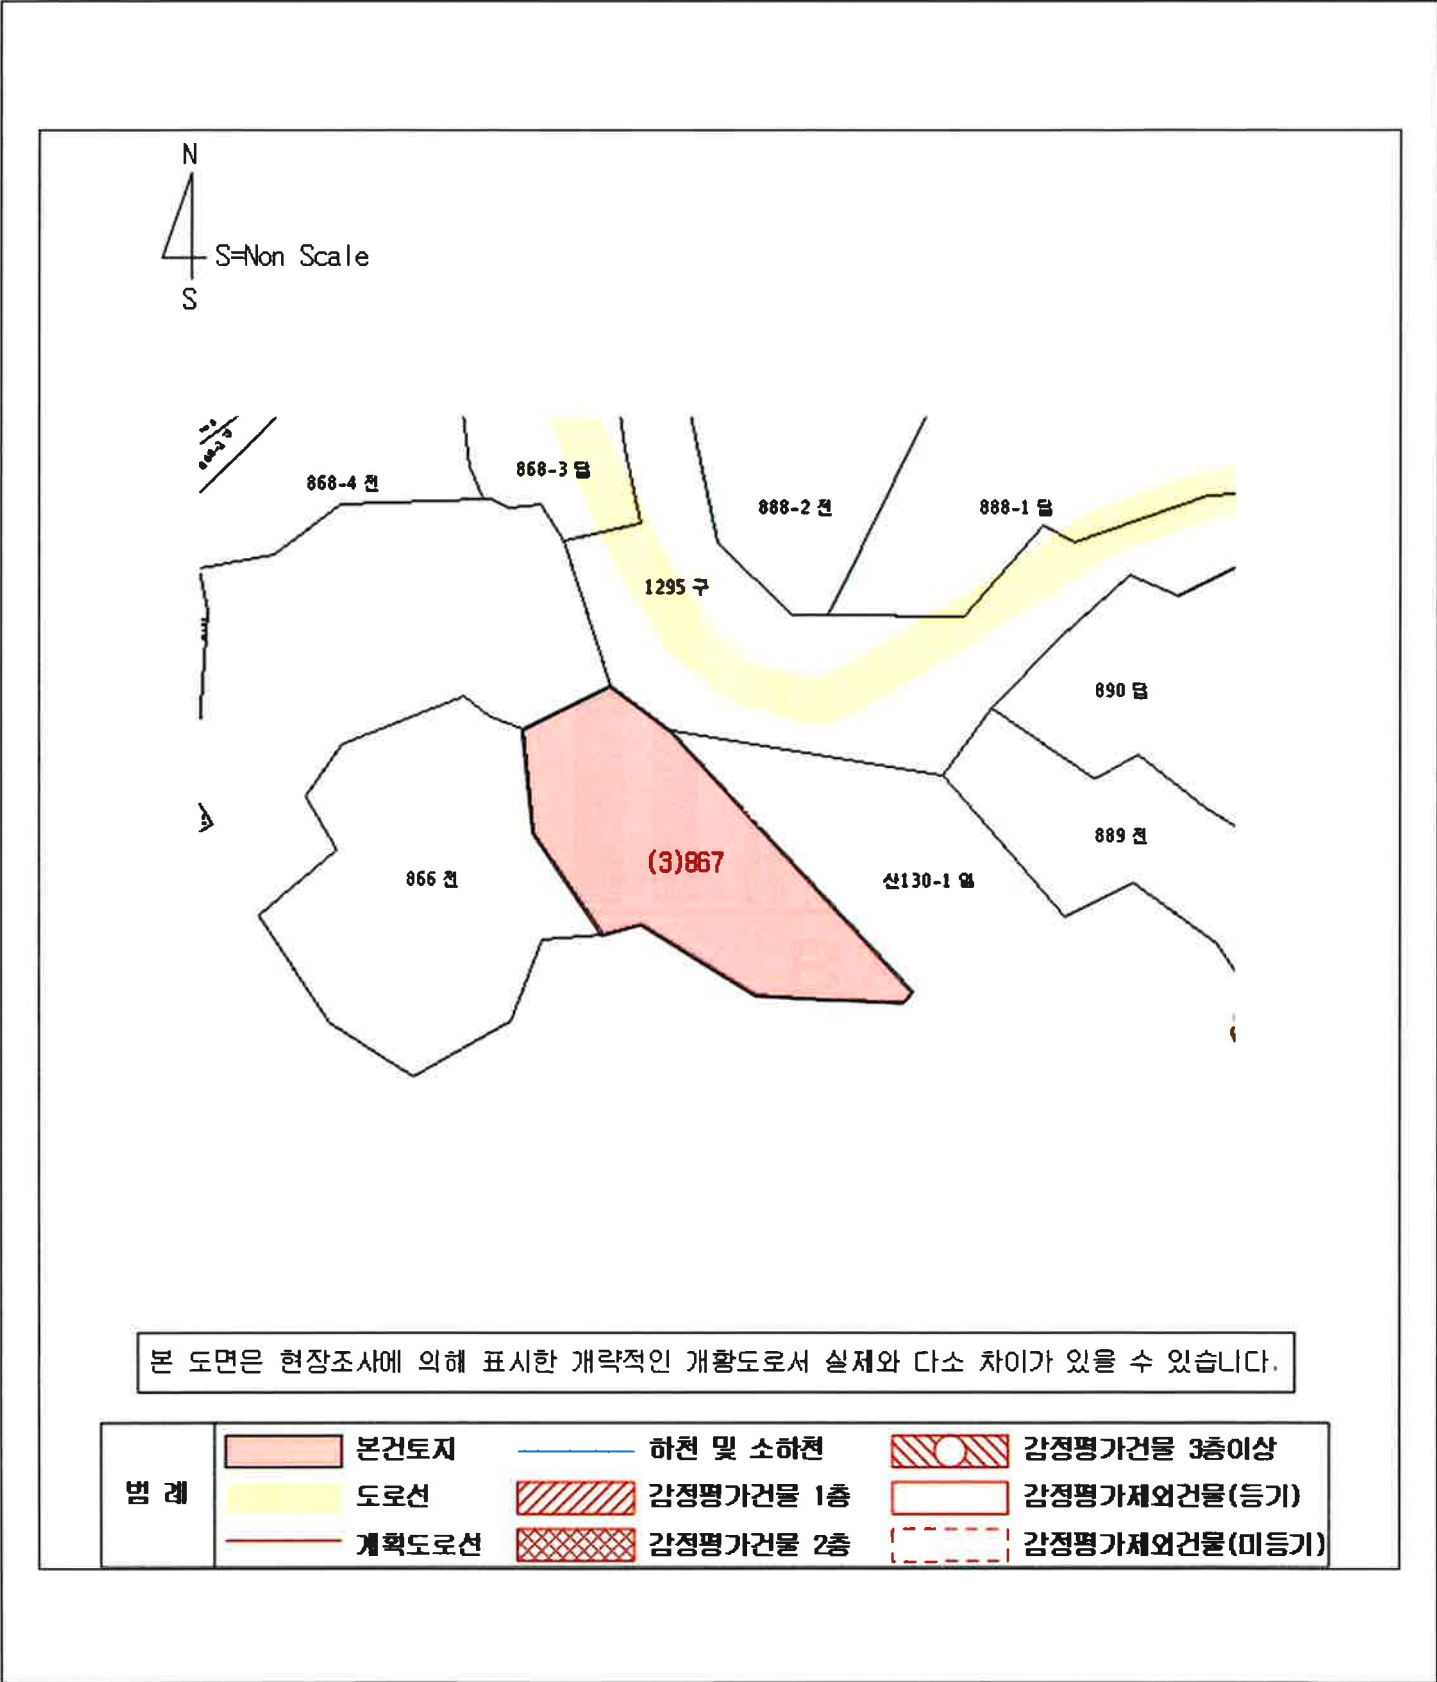 N
S=Non Scale
S
868-4 전
868-3 답
888-2 전
888-1 답
1295 구
890 답
889 전
(3)867
866 전
산130-1 임
본 도면은 현장조사에 의해 표시한 개략적인 개황도로서 실제와 다소 차이가 있을 수 있습니다.
범 례
본건토지
하천 및 소하천
감정평가건물 3층이상
도로선
감정평가건물 1층
감정평가제외건물(등기)
계획도로선
감정평가건물 2층
감정평가제외건물(미등기)